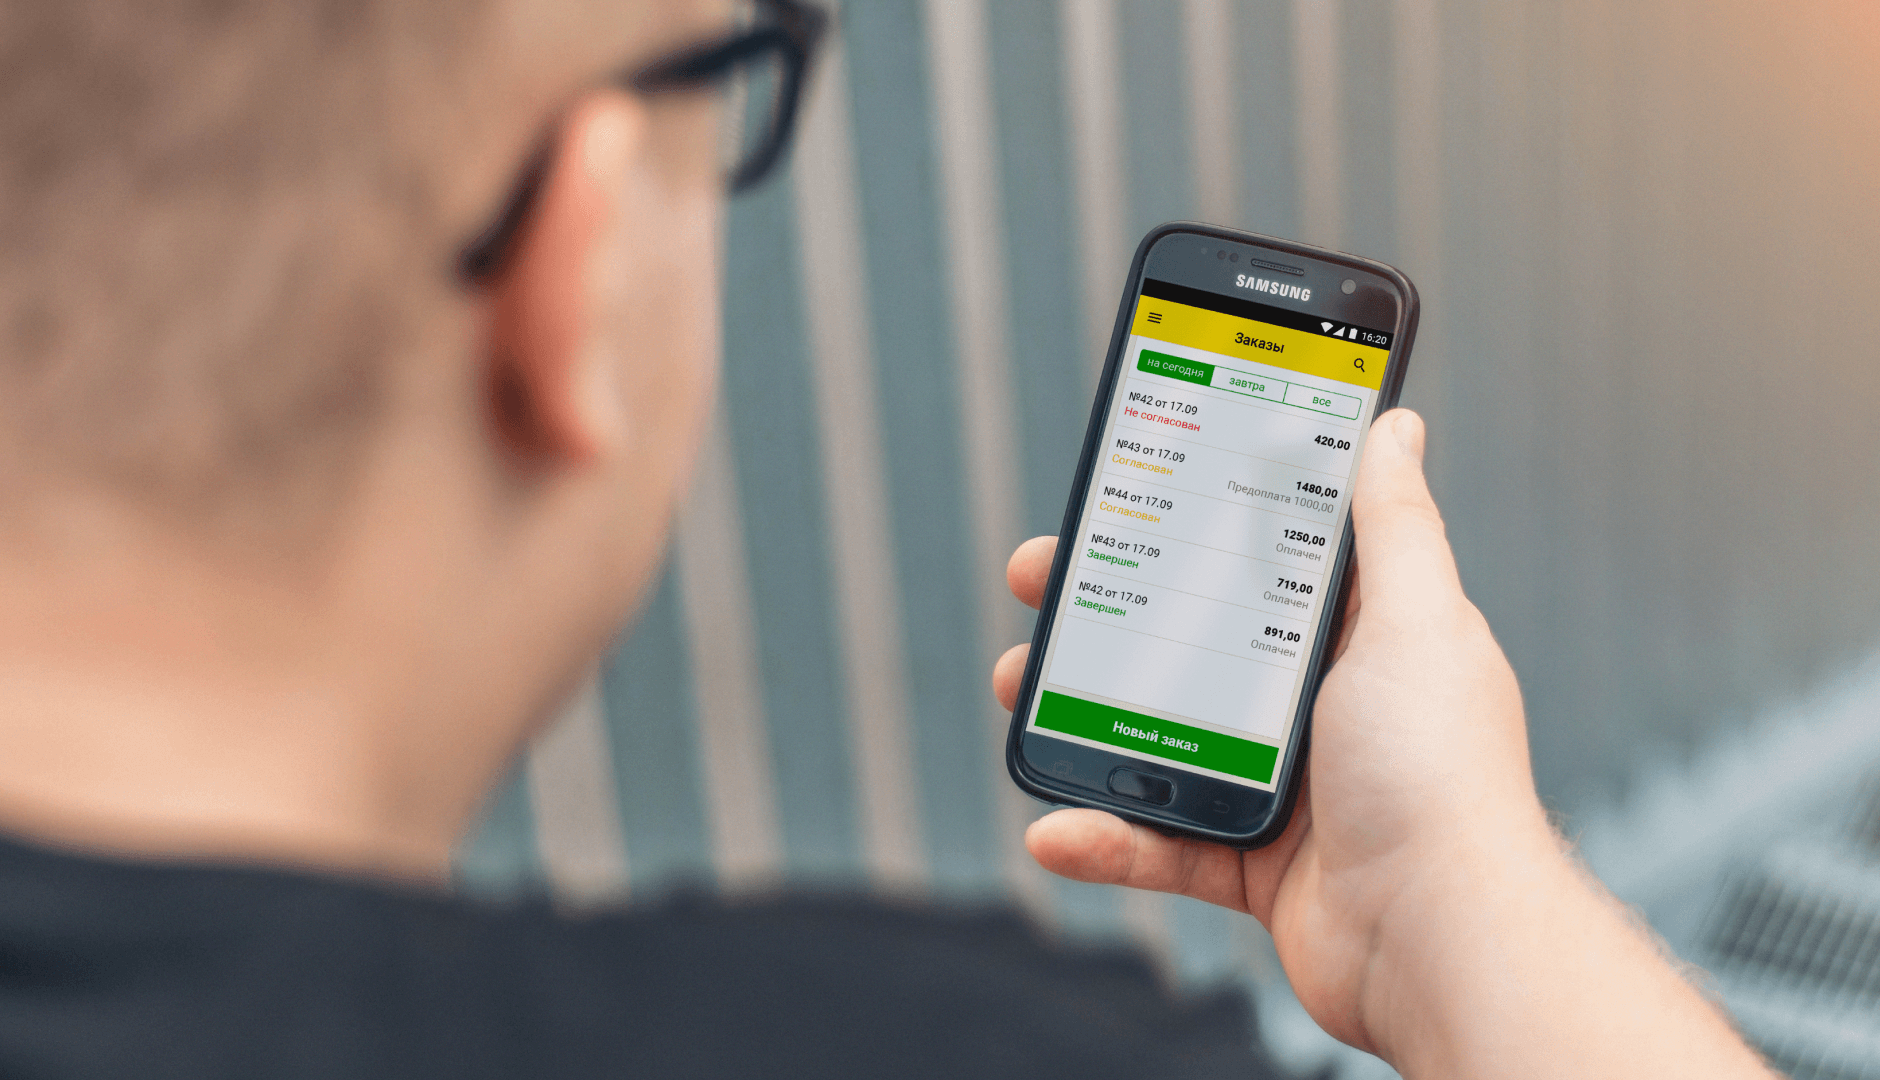 SAMSUNG
16:20
Заказы
на сегодня завтра все
№42 от 17.09
Не согласован
420,00
№43 от 17.09
Согласован
1480,00
Предоплата 1000,00
№44 от 17.09
Согласован
1250,00
Оплачен
№43 от 17.09
Завершен
719,00
Оплачен
№42 от 17.09
Завершен
891,00
Оплачен
Новый заказ